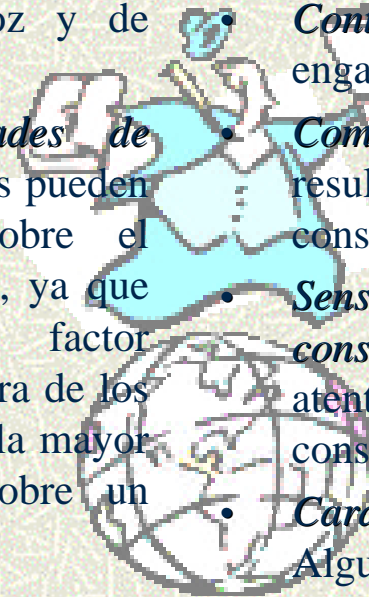 oz y de
ades de
s pueden
obre el
, ya que
factor
ra de los
la mayor
obre un
• Cont
enga
• Com
resul
cons
• Sens
cons
atent
cons
• Cara
Algu